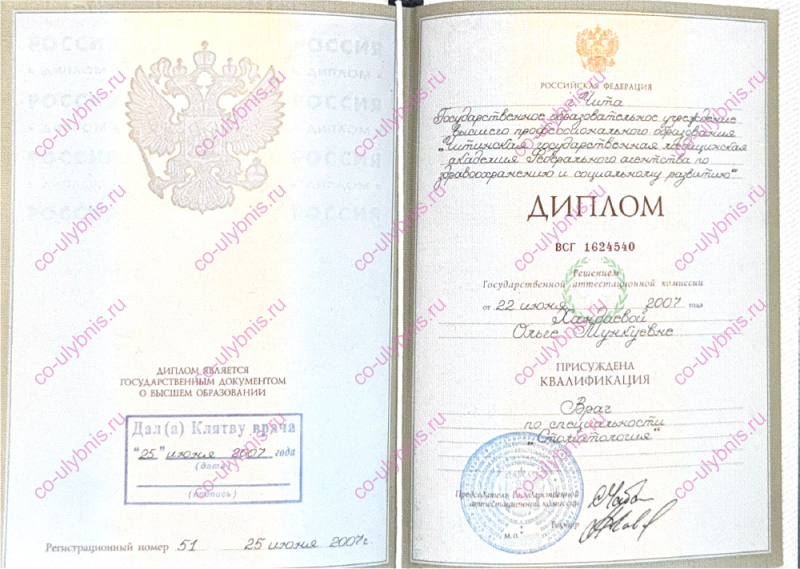 ДИПЛОМ ЯВЛЯЕТСЯ
ГОСУДАРСТВЕННЫМ ДОКУМЕНТОМ
О ВЫСШЕМ ОБРАЗОВАНИИ
Дал(а) Клятву врача
"25" июня 2007 года
(дата)
(подпись)
Регистрационный номер 51 25 июня 2007г
РОССИЙСКАЯ ФЕДЕРАЦИЯ
г. Чита
Государственное образовательное учреждение
высшего профессионального образования
"Читинская государственная медицинская
академия Федерального агентства по
здравоохранению и социальному развитию"
ДИПЛОМ
ВСГ 1624540
Решением
Государственной аттестационной комиссии
от 22 июня 2007 года
Хандаевой
Ольге Мункуевне
ПРИСУЖДЕНА
КВАЛИФИКАЦИЯ
Врач
по специальности
"Стоматология"
Председатель Государственной
аттестационной комиссии
Ректор
М.П.
co-ulybnis.ru